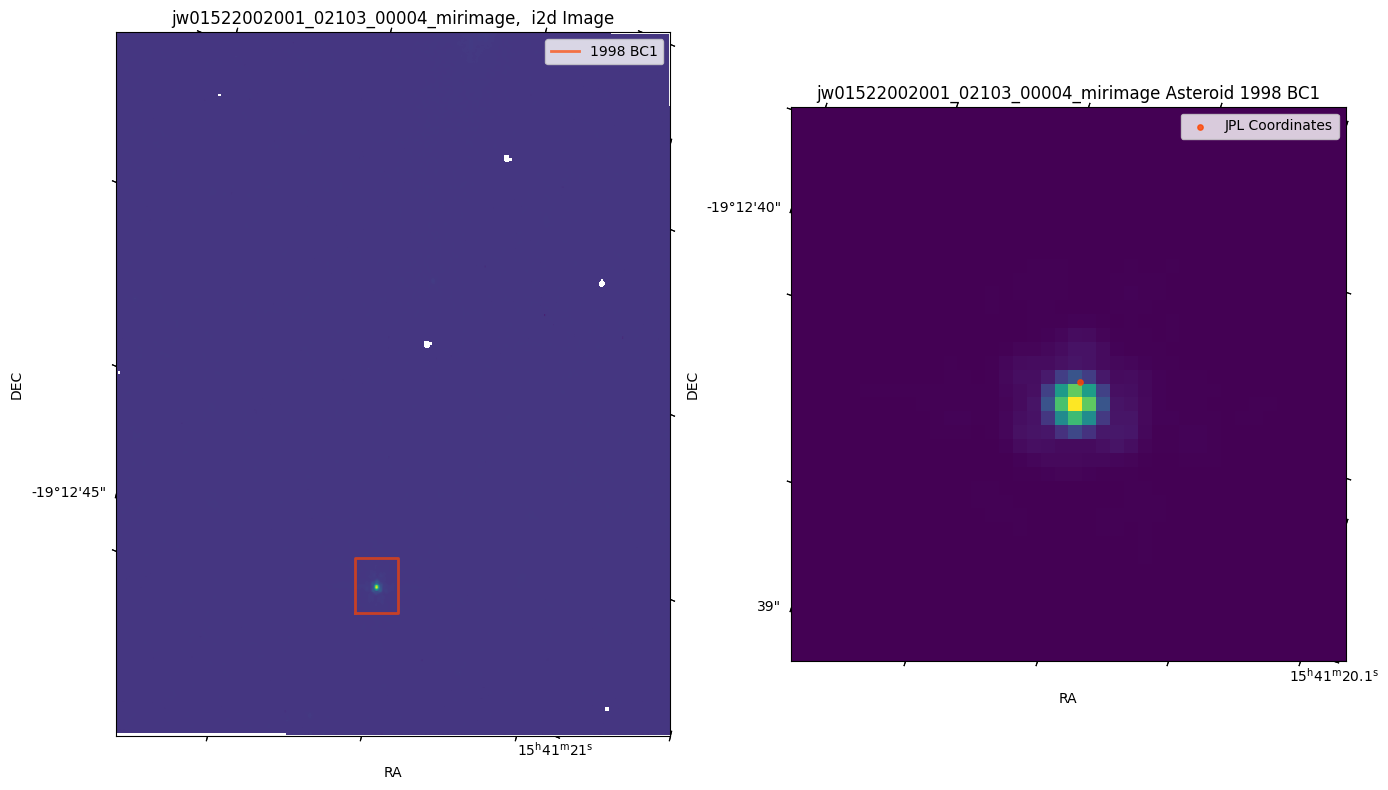 jw01522002001_02103_00004_mirimage,  i2d Image
1998 BC1
DEC
-19°12'45"
15ʰ41ᵐ21ˢ
RA
jw01522002001_02103_00004_mirimage Asteroid 1998 BC1
JPL Coordinates
DEC
-19°12'40"
39"
15ʰ41ᵐ20.1ˢ
RA